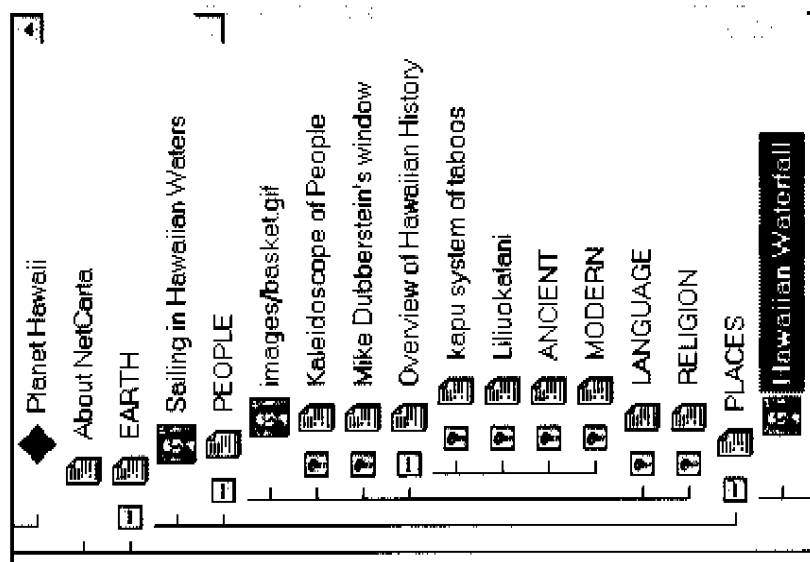 Planet Hawaii
About NetCarta
EARTH
Sailing in Hawaiian Waters
PEOPLE
images/basket.gif
Kaleidoscope of People
Mike Dubberstein's window
Overview of Hawaiian History
kapu system of taboos
Liliuokalani
ANCIENT
MODERN
LANGUAGE
RELIGION
PLACES
Hawaiian Waterfall